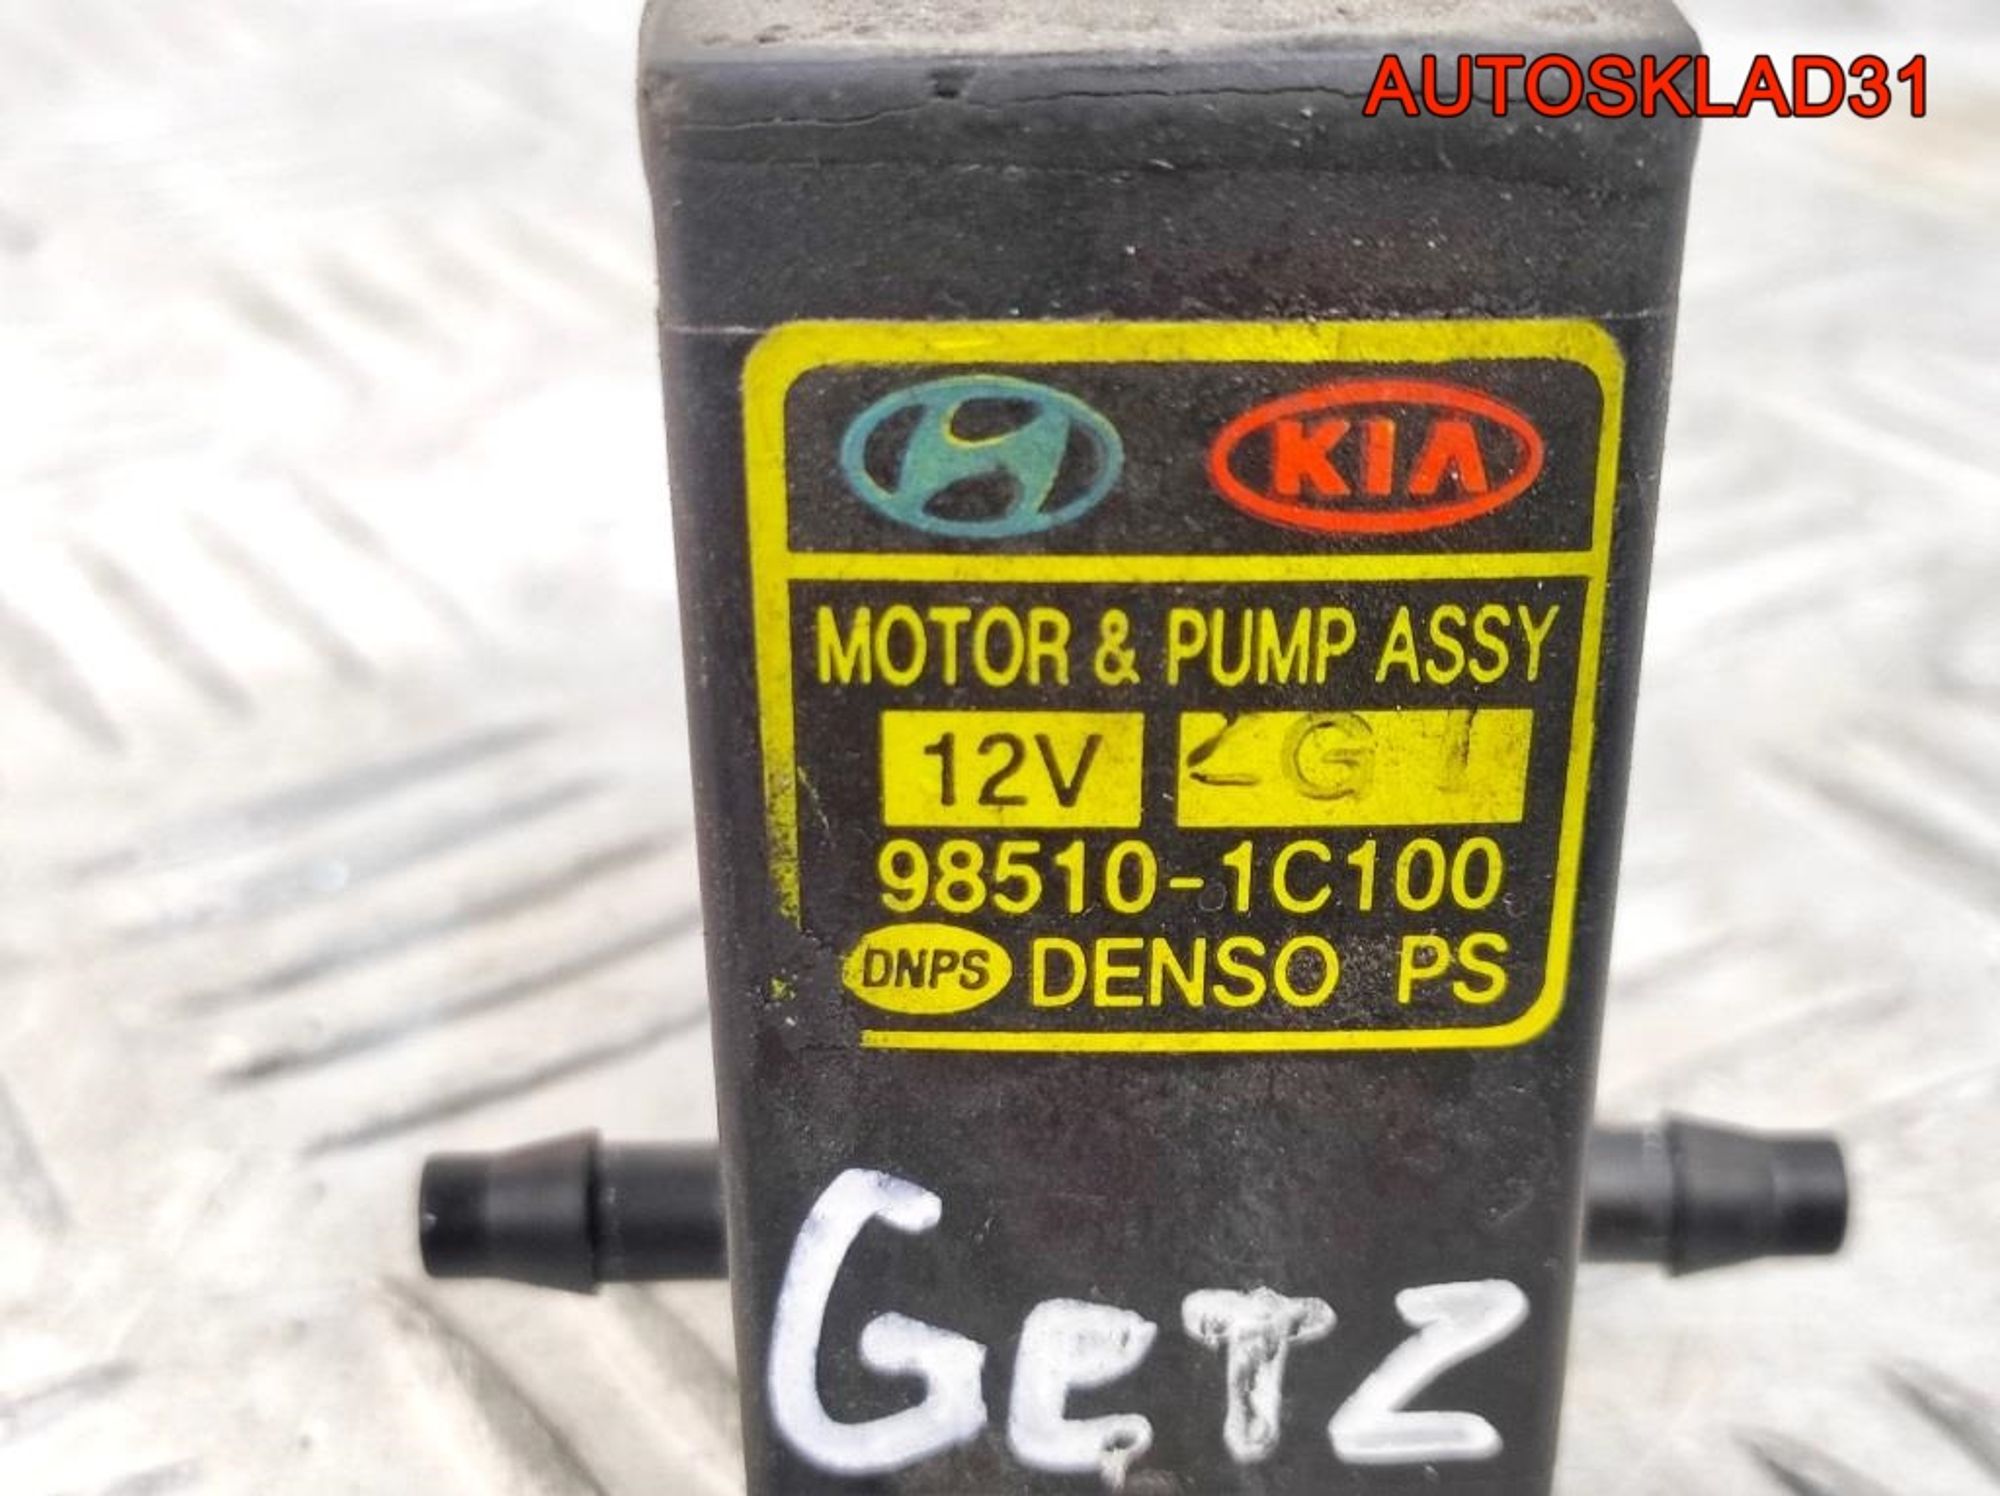 AUTOSKLAD31
KIA
MOTOR & PUMP ASSY
12V
98510-1C100
DNPS DENSO PS
GETZ